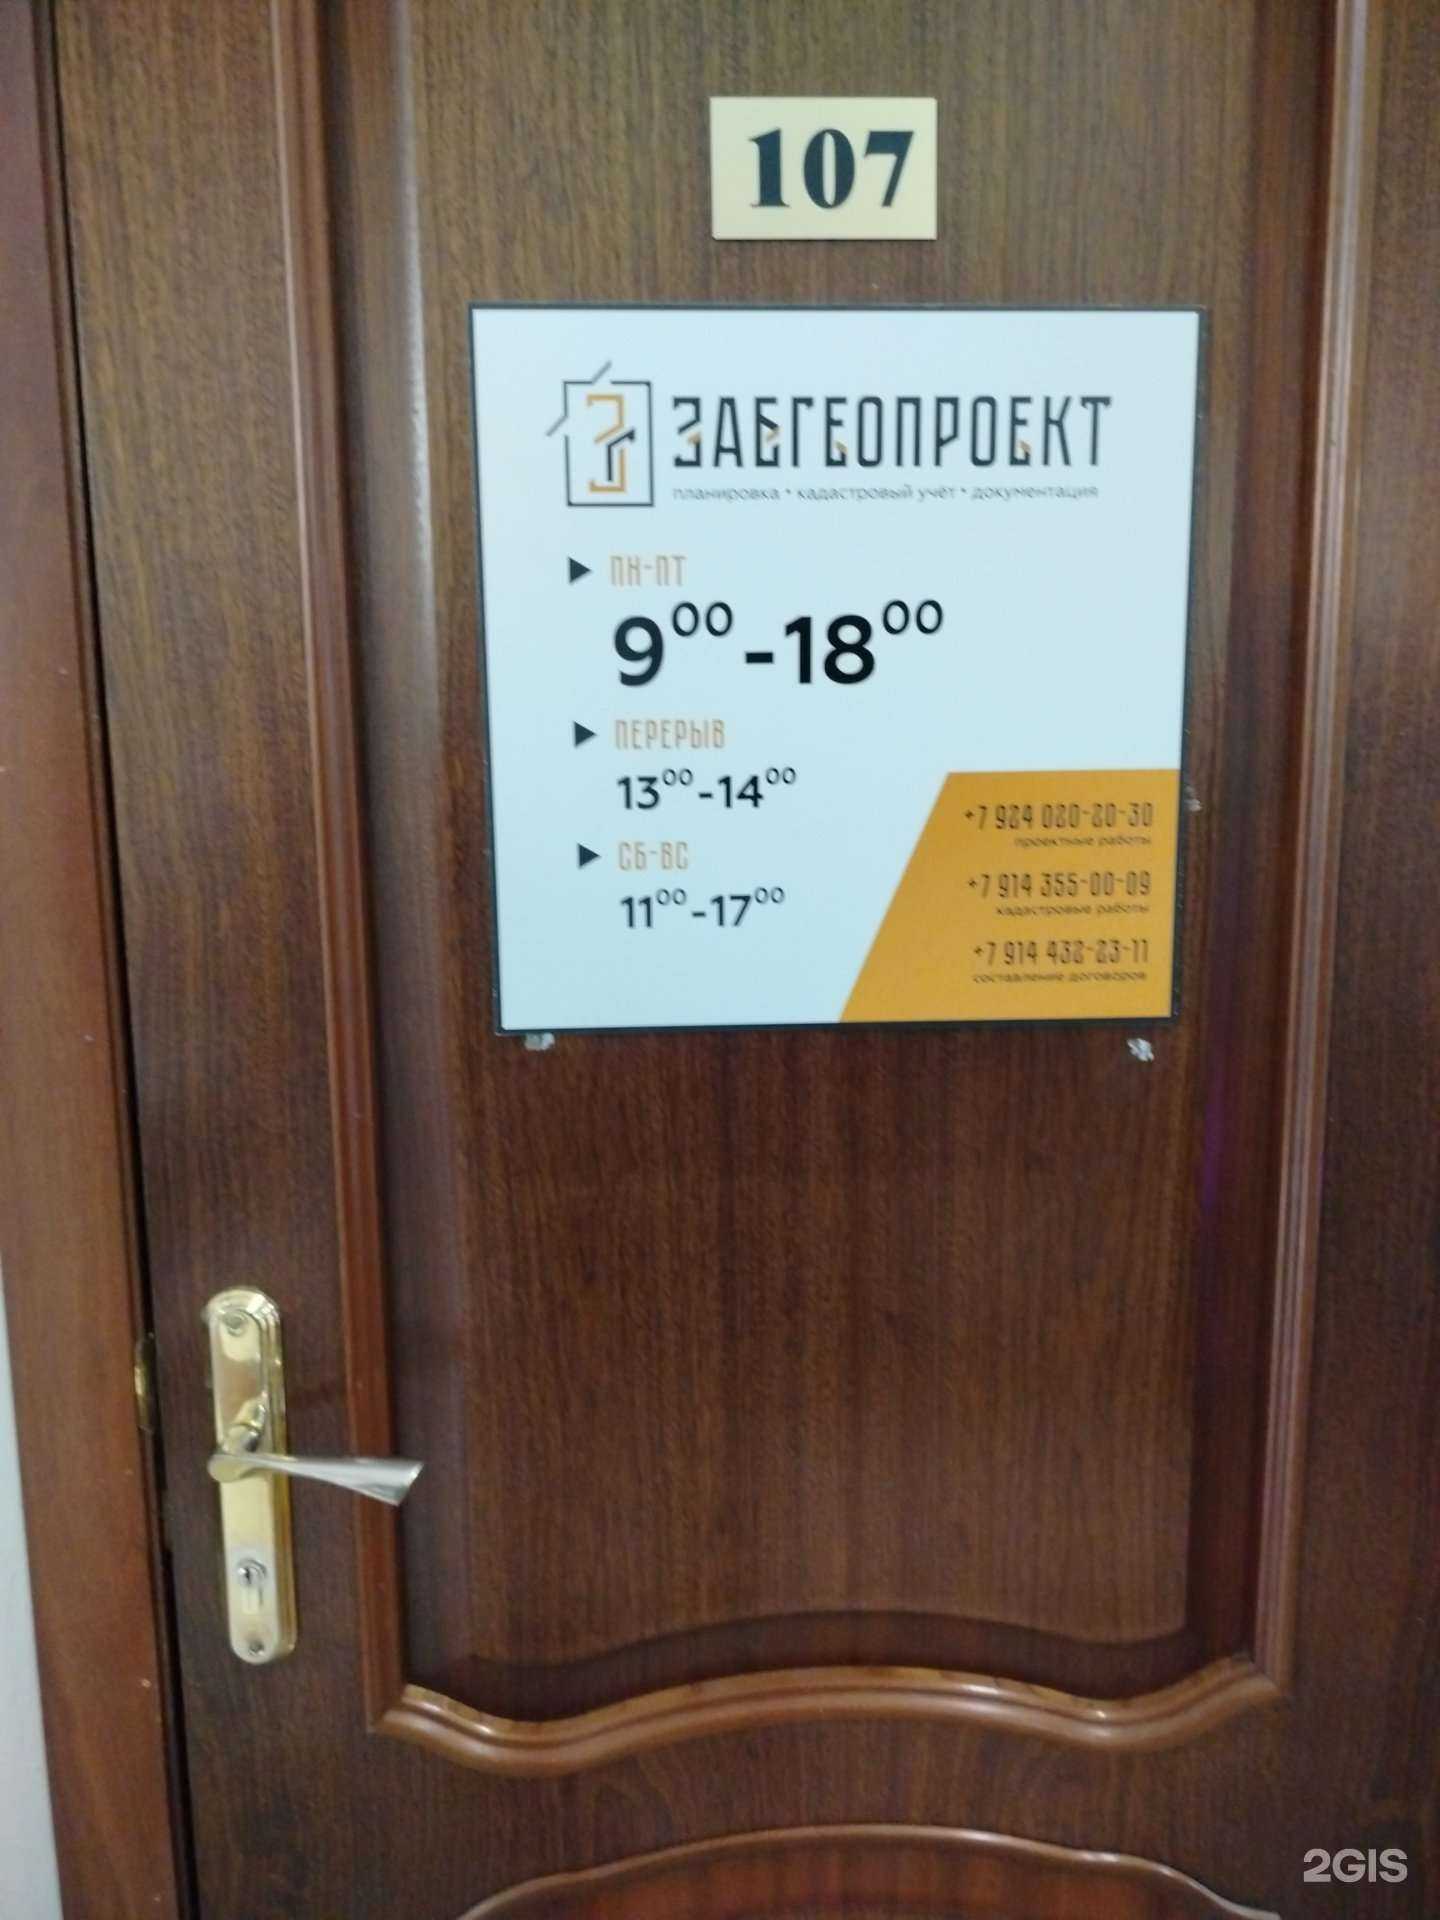 107
ЗАБГЕОПРОЕКТ
планировка • кадастровый учёт • документация
ПН-ПТ
9⁰⁰-18⁰⁰
ПЕРЕРЫВ
13⁰⁰-14⁰⁰
СБ-ВС
11⁰⁰-17⁰⁰
+7 924 020-20-30
проектные работы
+7 914 355-00-09
кадастровые работы
+7 914 432-23-11
составление договоров
2GIS